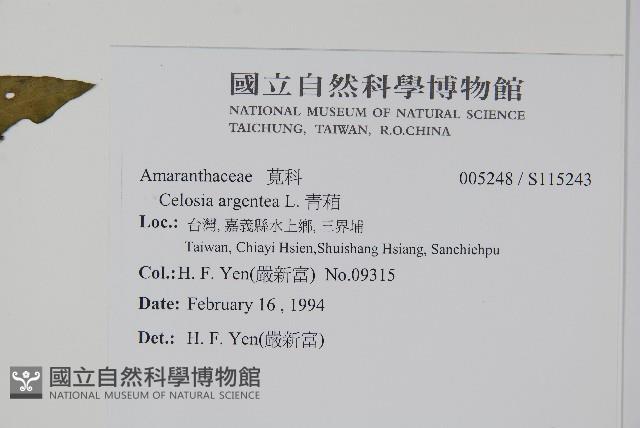 國立自然科學博物館
NATIONAL MUSEUM OF NATURAL SCIENCE
TAICHUNG, TAIWAN, R.O.CHINA
Amaranthaceae 莧科 005248 / S115243
Celosia argentea L. 青葙
Loc.: 台灣, 嘉義縣水上鄉, 三界埔
Taiwan, Chiayi Hsien,Shuishang Hsiang, Sanchichpu
Col.:H. F. Yen(嚴新富) No.09315
Date: February 16 , 1994
Det.: H. F. Yen(嚴新富)
國立自然科學博物館
NATIONAL MUSEUM OF NATURAL SCIENCE